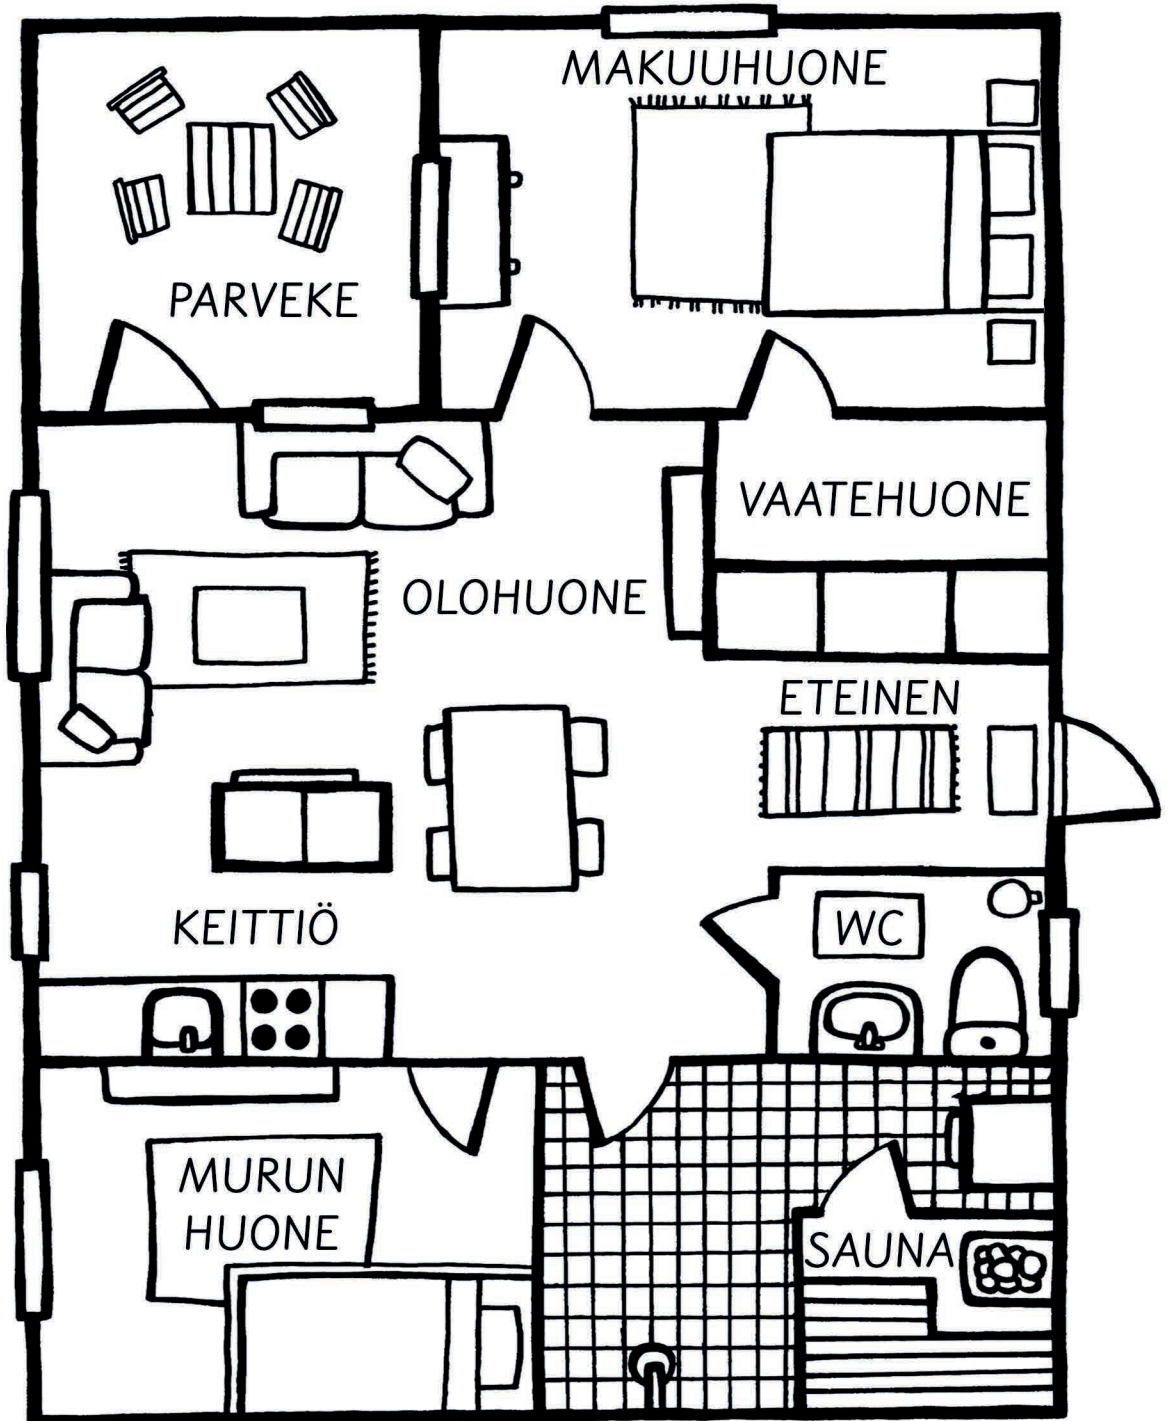 MAKUUHUONE
PARVEKE
VAATEHUONE
OLOHUONE
ETEINEN
KEITTIÖ
WC
MURUN
HUONE
SAUNA